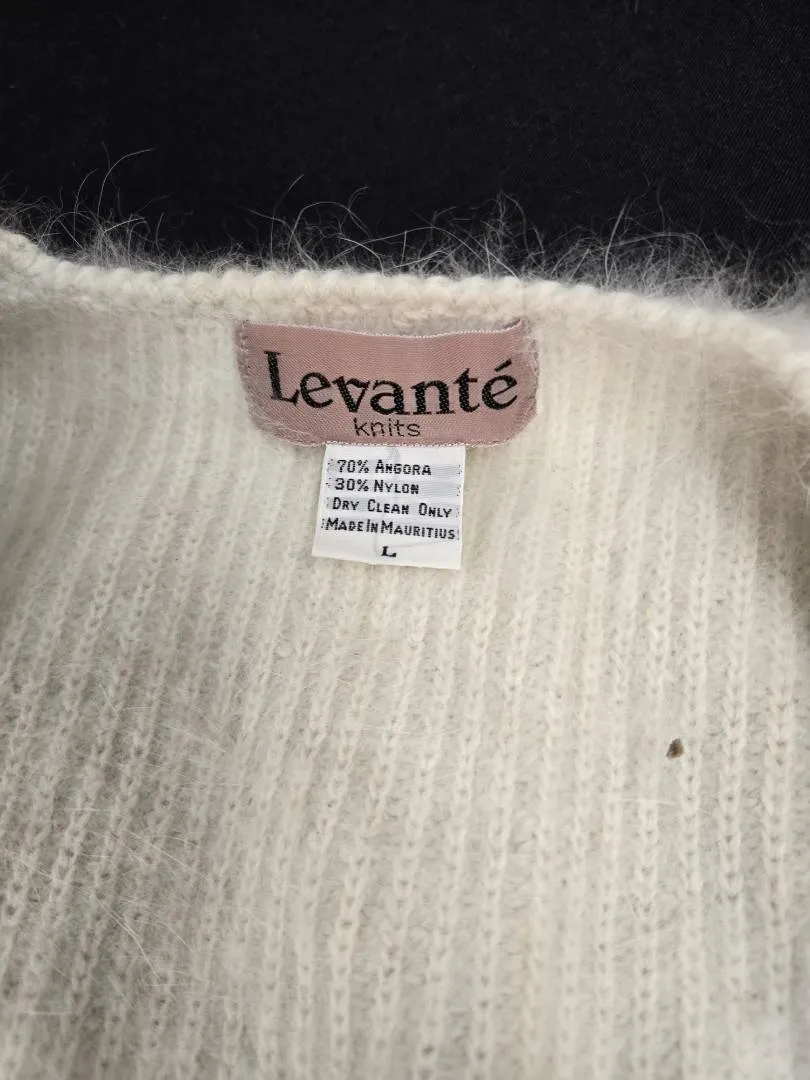 Levanté
knits
70% ANGORA
30% NYLON
DRY CLEAN ONLY
MADE IN MAURITIUS
L